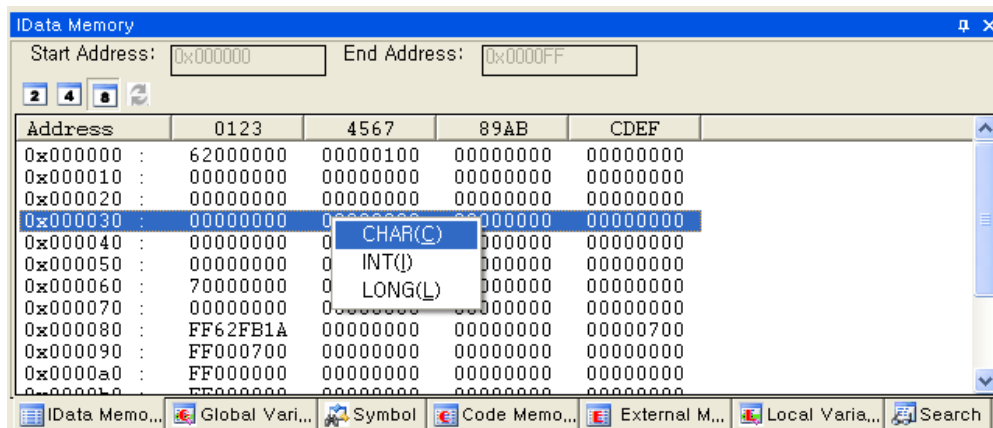 IData Memory
Start Address: 0x000000 End Address: 0x0000FF
2 4 8
Address 0123 4567 89AB CDEF
0x000000 : 62000000 00000100 00000000 00000000
0x000010 : 00000000 00000000 00000000 00000000
0x000020 : 00000000 00000000 00000000 00000000
0x000030 : 00000000 00000000
CHAR(C)
0x000040 : 00000000 00000000
0x000050 : 00000000 00000000
INT(I)
0x000060 : 70000000 00000000
LONG(L)
0x000070 : 00000000 00000000 00000000 00000000
0x000080 : FF62FB1A 00000000 00000000 00000700
0x000090 : FF000700 00000000 00000000 00000000
0x0000a0 : FF000000 00000000 00000000 00000000
IData Memo... Global Vari... Symbol Code Memo... External M... Local Varia... Search